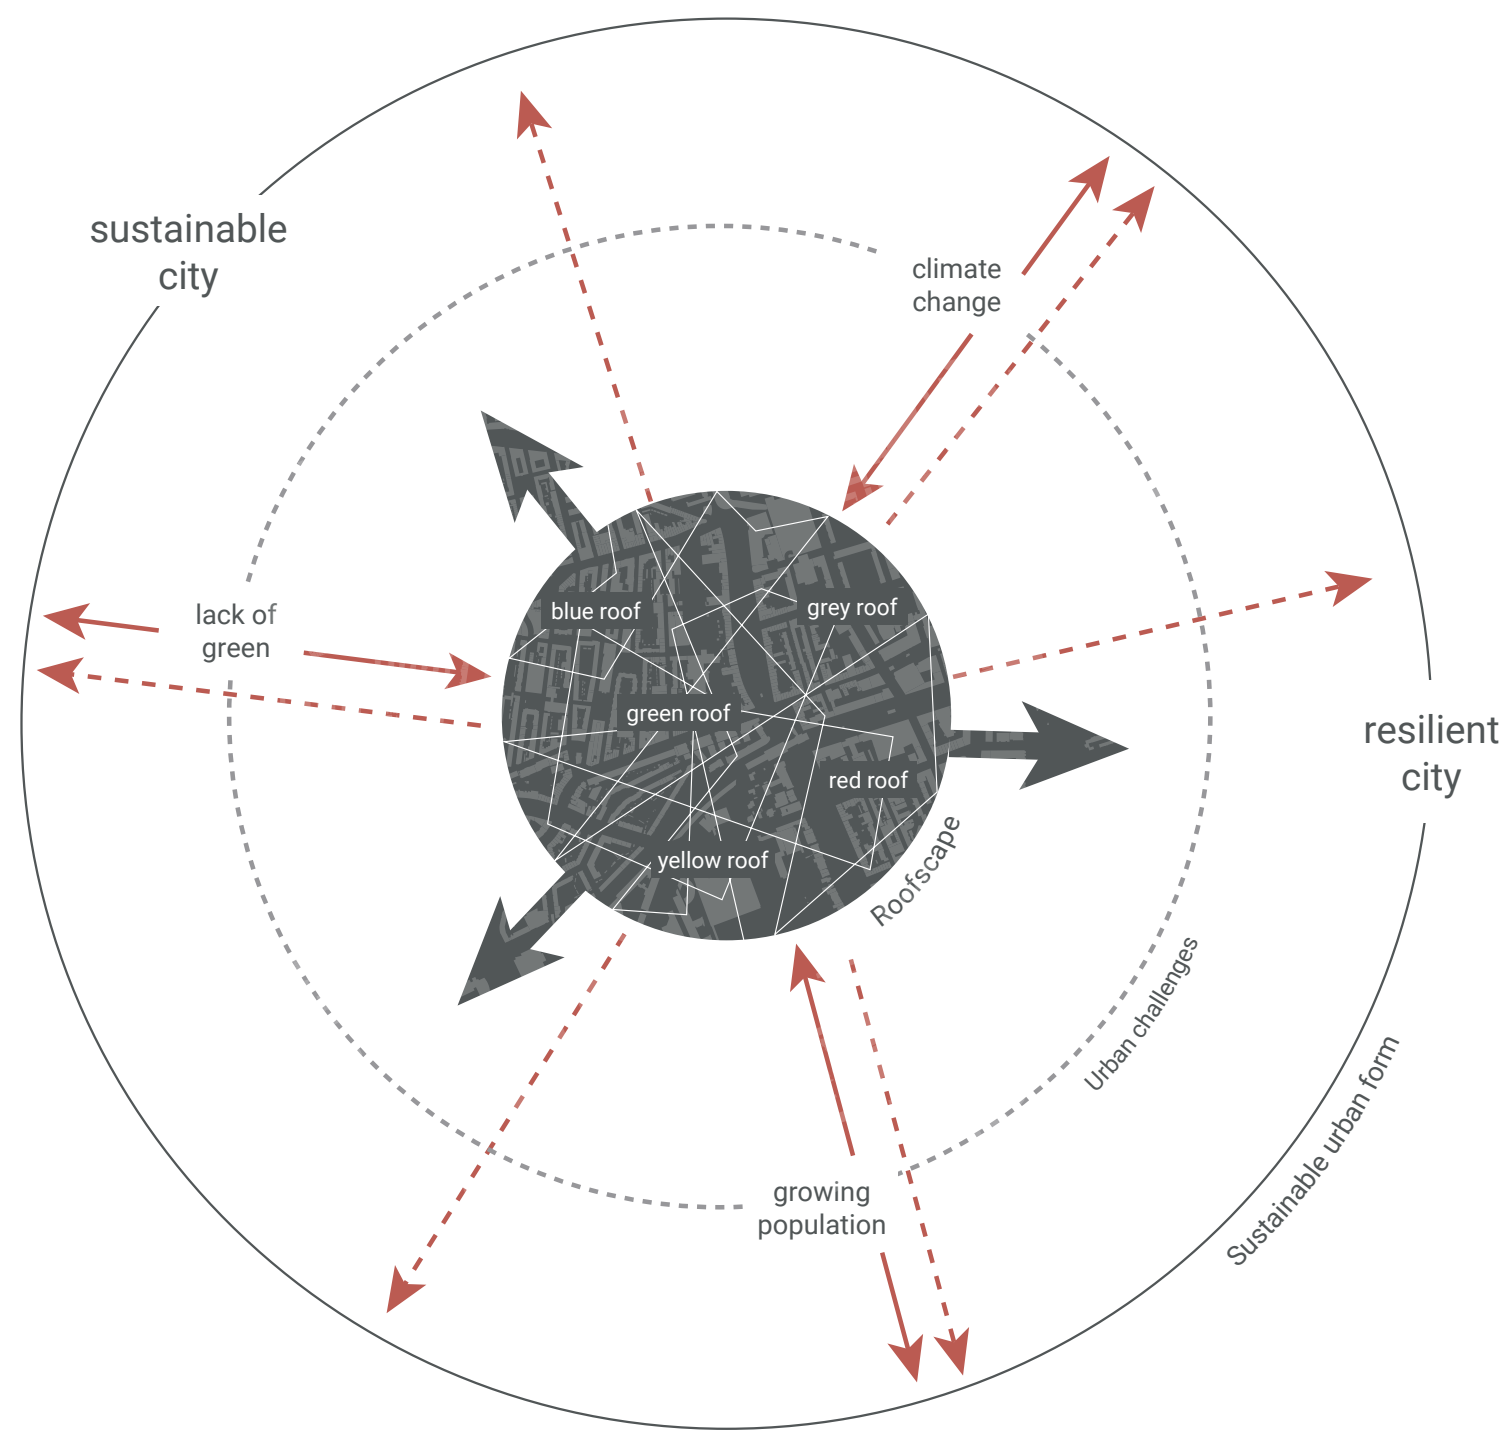 sustainable
city
climate
change
lack of
green
blue roof
grey roof
green roof
red roof
yellow roof
resilient
city
Roofscape
Urban challenges
Sustainable urban form
growing
population